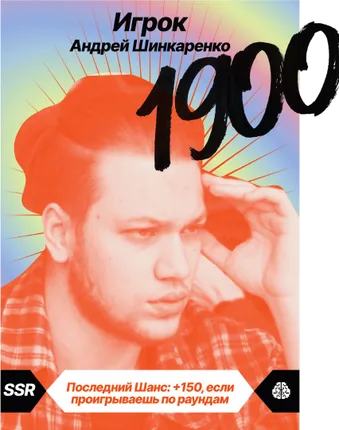 Игрок
Андрей Шинкаренко
1900
SSR
Последний Шанс: +150, если
проигрываешь по раундам